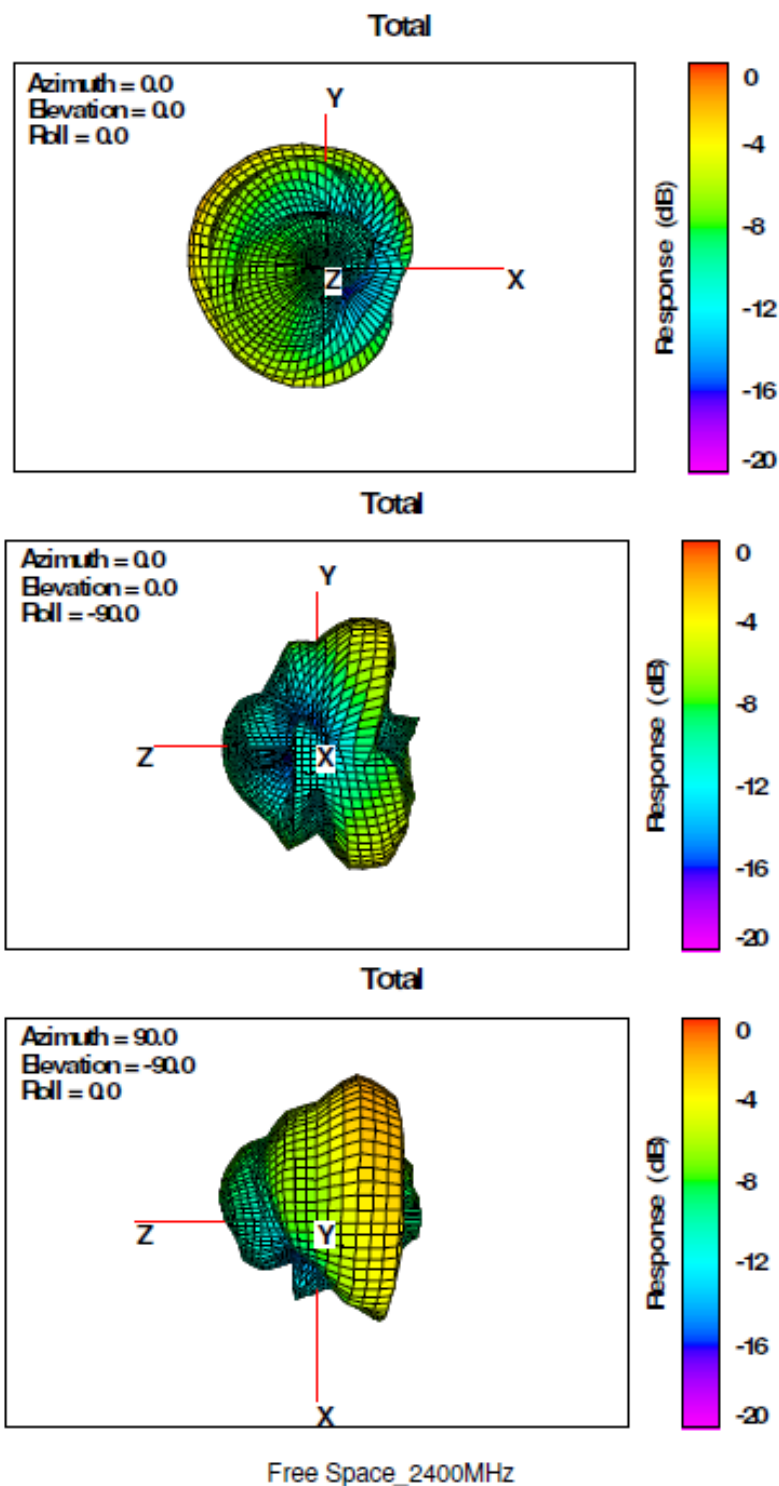 Total
Azimuth = 0.0
Elevation = 0.0
Roll = 0.0
Y
Z
X
Response (dB)
0
-4
-8
-12
-16
-20
Total
Azimuth = 0.0
Elevation = 0.0
Roll = -90.0
Y
Z
X
Response (dB)
0
-4
-8
-12
-16
-20
Total
Azimuth = 90.0
Elevation = -90.0
Roll = 0.0
Z
Y
X
Response (dB)
0
-4
-8
-12
-16
-20
Free Space_2400MHz